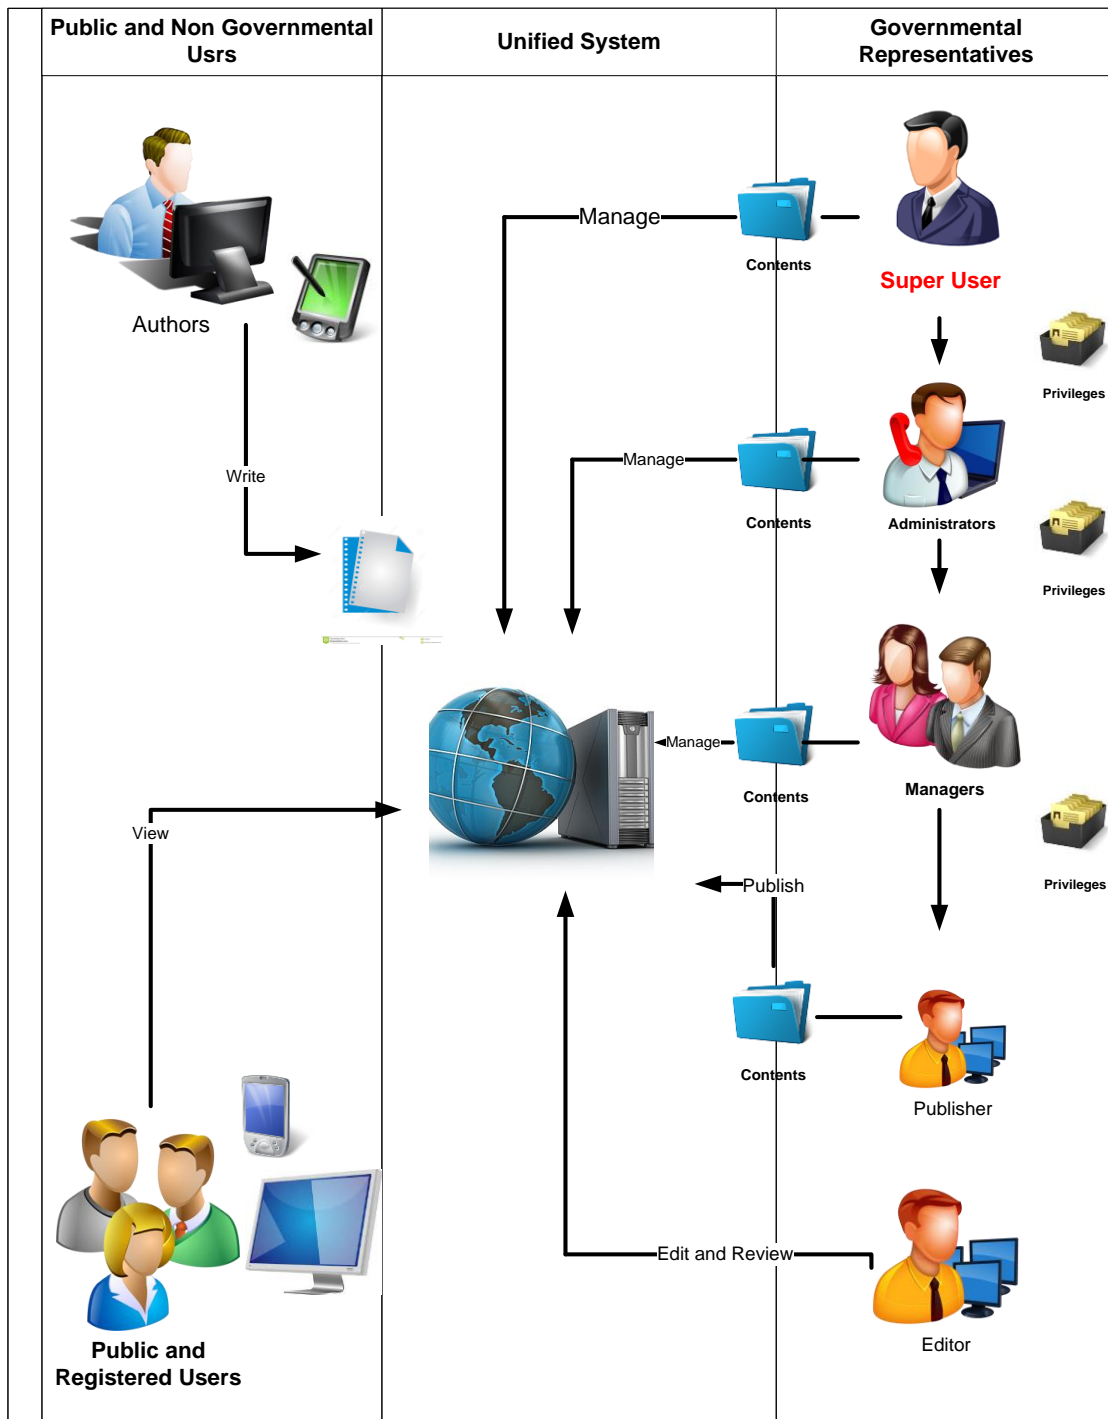 Public and Non Governmental
Usrs
Unified System
Governmental
Representatives
Manage
Contents
Super User
Authors
Privileges
Write
Manage
Contents
Administrators
Privileges
Manage
Contents
Managers
View
Privileges
Publish
Contents
Publisher
Edit and Review
Editor
Public and
Registered Users